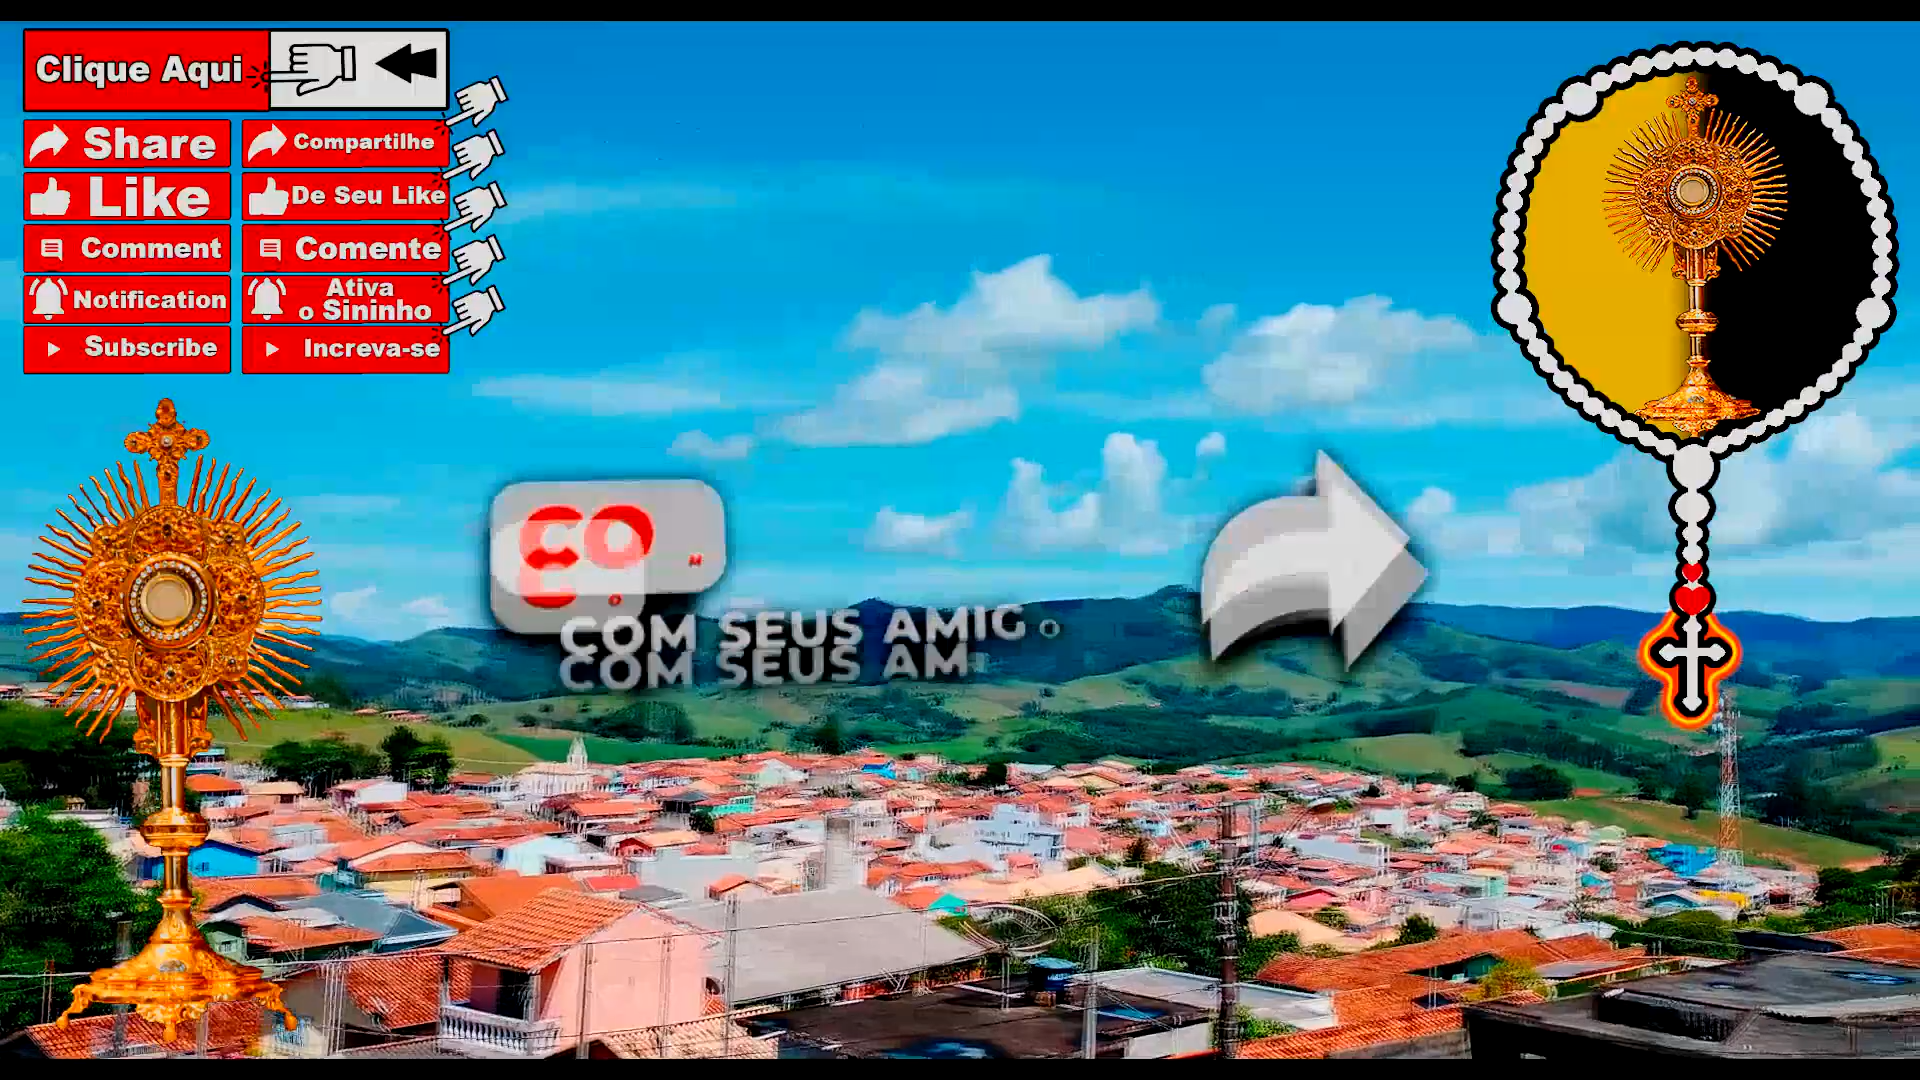 Clique Aqui
Share
Compartilhe
Like
De Seu Like
Comment
Comente
Notification
Ativa
o Sininho
Subscribe
Increva-se
CO M
COM SEUS AMIG O
COM SEUS AM